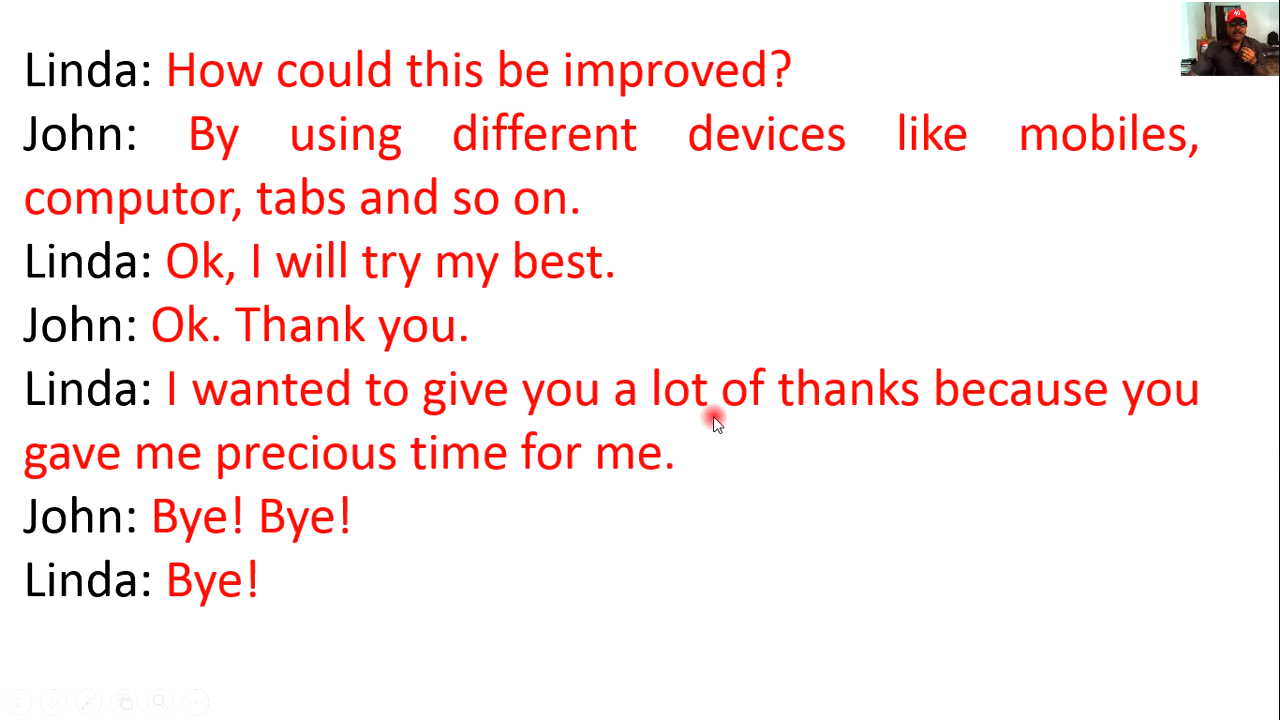 Linda: How could this be improved?
John: By using different devices like mobiles,
computor, tabs and so on.
Linda: Ok, I will try my best.
John: Ok. Thank you.
Linda: I wanted to give you a lot of thanks because you
gave me precious time for me.
John: Bye! Bye!
Linda: Bye!